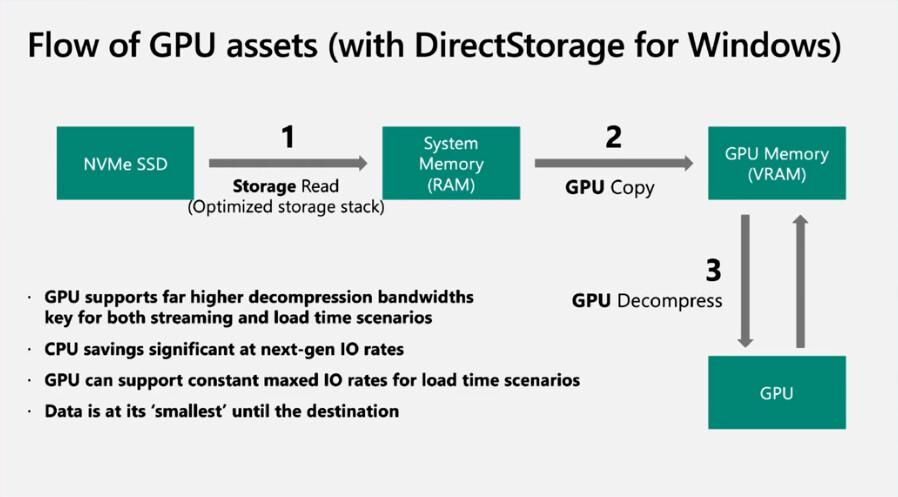 Flow of GPU assets (with DirectStorage for Windows)
NVMe SSD
1
Storage Read
(Optimized storage stack)
System
Memory
(RAM)
2
GPU Copy
GPU Memory
(VRAM)
3
GPU Decompress
GPU
· GPU supports far higher decompression bandwidths
key for both streaming and load time scenarios
· CPU savings significant at next-gen IO rates
· GPU can support constant maxed IO rates for load time scenarios
· Data is at its ‘smallest’ until the destination